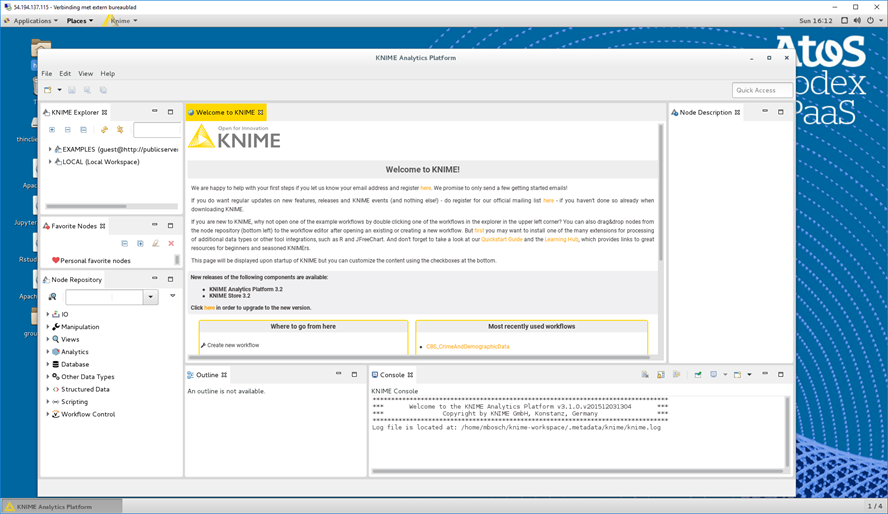 54.194.137.115 - Verbinding met extern bureaublad
Applications Places Knime Sun 16:12
Atos
Codex
PaaS
KNIME Analytics Platform
File Edit View Help
Quick Access
KNIME Explorer
EXAMPLES (guest@http://publicserver
LOCAL (Local Workspace)
Favorite Nodes
Personal favorite nodes
Node Repository
IO
Manipulation
Views
Analytics
Database
Other Data Types
Structured Data
Scripting
Workflow Control
Welcome to KNIME
Open for Innovation
KNIME
Welcome to KNIME!
We are happy to help with your first steps if you let us know your email address and register here. We promise to only send a few getting started emails!
If you do want regular updates on new features, releases and KNIME events (and nothing else!) - do register for our official mailing list here - if you haven't done so already when
downloading KNIME.
If you are new to KNIME, why not open one of the example workflows by double clicking one of the workflows in the explorer in the upper left corner? You can also drag&drop nodes from
the node repository (bottom left) to the workflow editor after opening an existing or creating a new workflow. But first you may want to install one of the many extensions for processing
of additional data types or other tool integrations, such as R and JFreeChart. And don't forget to take a look at our Quickstart Guide and the Learning Hub, which provides links to great
resources for beginners and seasoned KNIMErs.
This page will be displayed upon startup of KNIME but you can customize the content using the checkboxes at the bottom.
New releases of the following components are available:
KNIME Analytics Platform 3.2
KNIME Store 3.2
Click here in order to upgrade to the new version.
Where to go from here
Create new workflow
Most recently used workflows
CBS_CrimeAndDemographicData
Node Description
Outline
An outline is not available.
Console
KNIME Console
***********************************************************************
*** Welcome to the KNIME Analytics Platform v3.1.0.v201512031304 ***
*** Copyright by KNIME GmbH, Konstanz, Germany ***
***********************************************************************
Log file is located at: /home/mbosch/knime-workspace/.metadata/knime/knime.log
thinclie
Apac
Jupyter
Rstud
Apach
grou
KNIME Analytics Platform
1 / 4